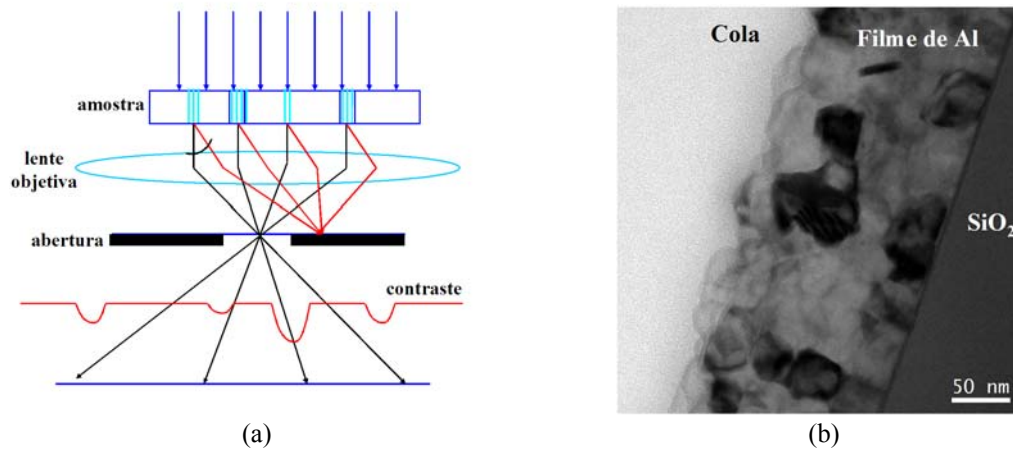 amostra
lente
objetiva
abertura
contraste
(a)
Cola
Filme de Al
SiO₂
50 nm
(b)